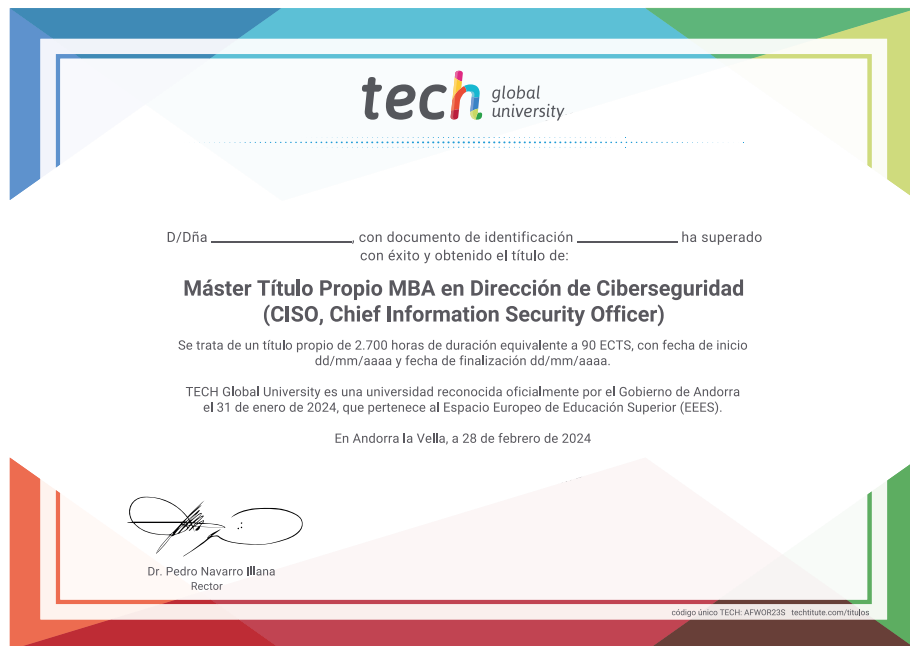 tech global university
D/Dña ____________________, con documento de identificación ______________ ha superado
con éxito y obtenido el título de:
Máster Título Propio MBA en Dirección de Ciberseguridad
(CISO, Chief Information Security Officer)
Se trata de un título propio de 2.700 horas de duración equivalente a 90 ECTS, con fecha de inicio
dd/mm/aaaa y fecha de finalización dd/mm/aaaa.
TECH Global University es una universidad reconocida oficialmente por el Gobierno de Andorra
el 31 de enero de 2024, que pertenece al Espacio Europeo de Educación Superior (EEES).
En Andorra la Vella, a 28 de febrero de 2024
Dr. Pedro Navarro Illana
Rector
código único TECH: AFWOR23S techtitute.com/titulos